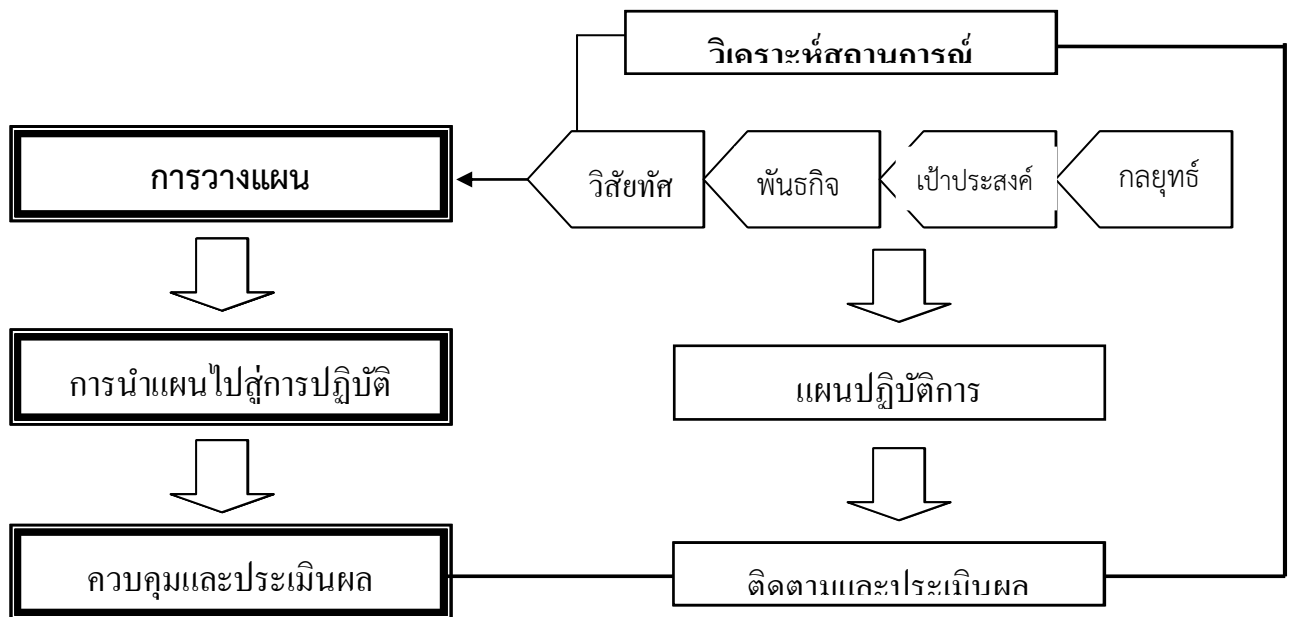 วิเคราะห์สถานการณ์
การวางแผน
วิสัยทัศ
พันธกิจ
เป้าประสงค์
กลยุทธ์
การนำแผนไปสู่การปฏิบัติ
แผนปฏิบัติการ
ควบคุมและประเมินผล
ติดตามและประเมินผล